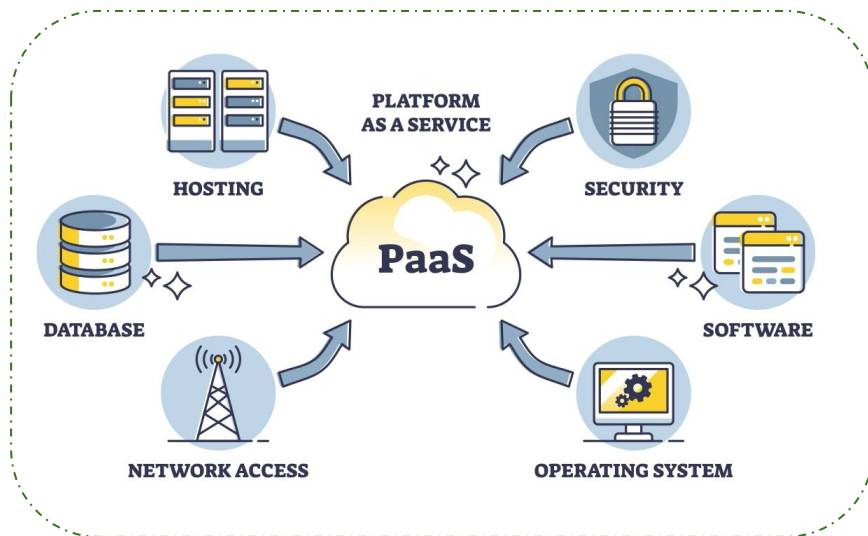 PLATFORM
AS A SERVICE
HOSTING
SECURITY
PaaS
DATABASE
SOFTWARE
NETWORK ACCESS
OPERATING SYSTEM